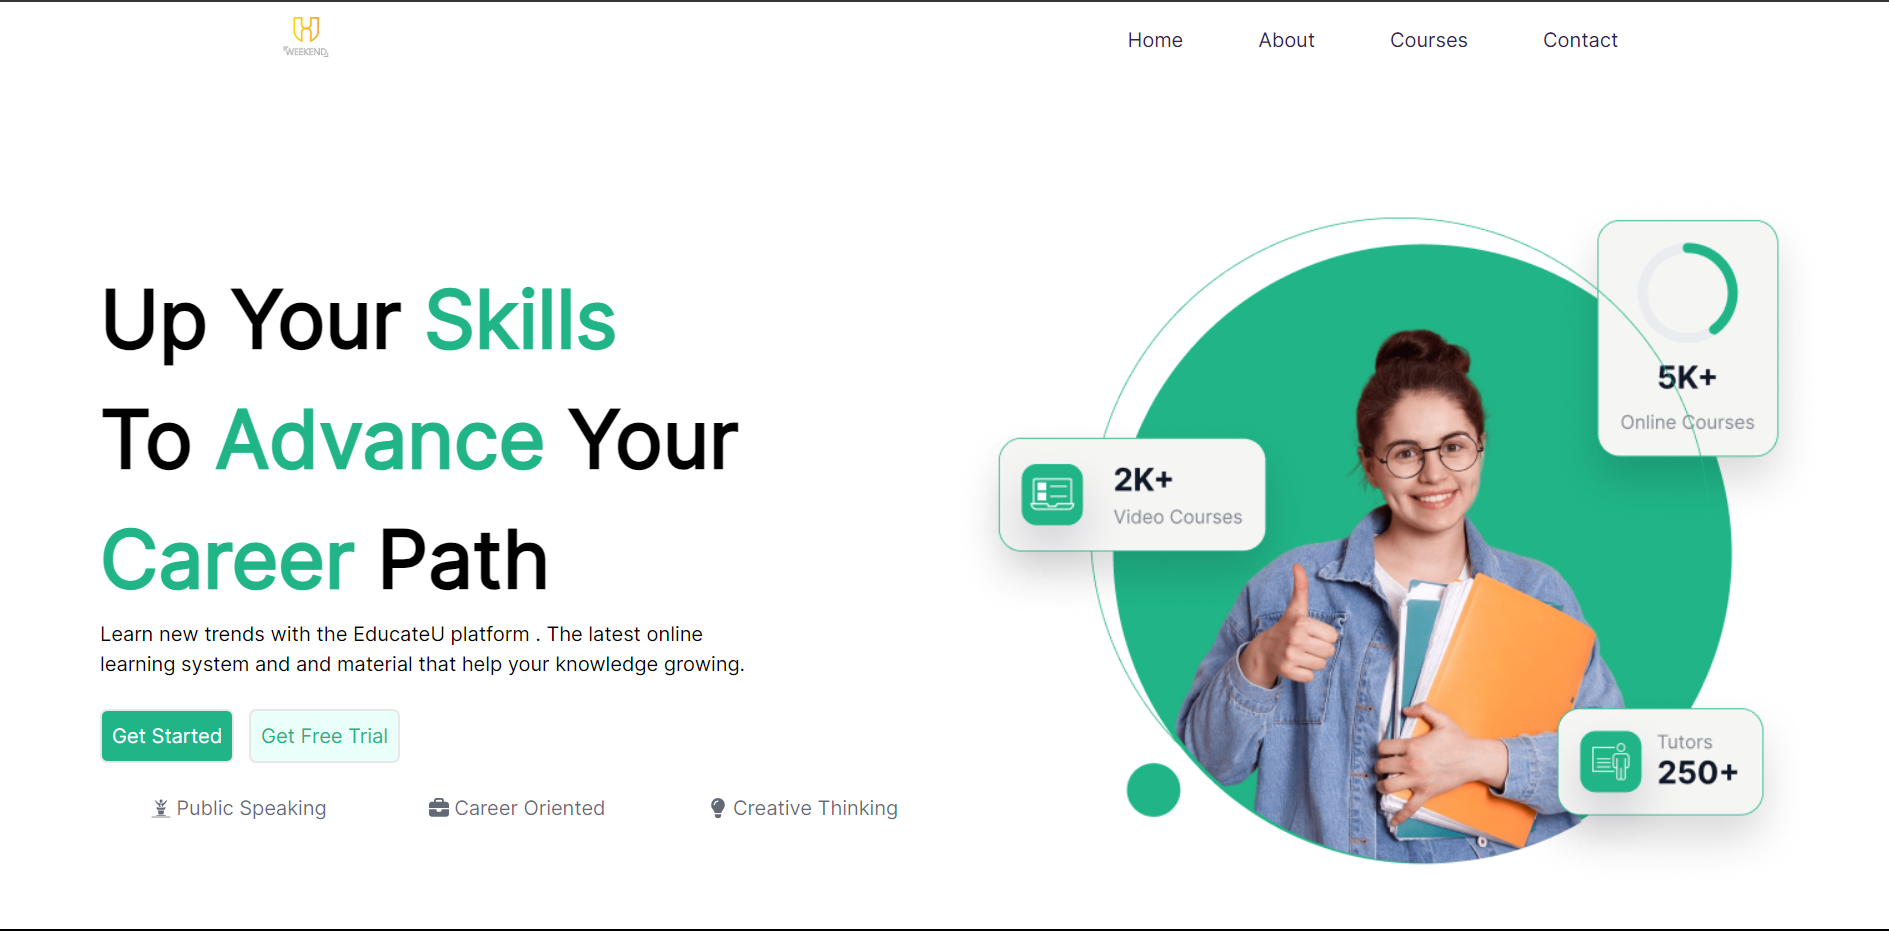 WEEKEND
Home
About
Courses
Contact
Up Your Skills
To Advance Your
Career Path
Learn new trends with the EducateU platform . The latest online
learning system and and material that help your knowledge growing.
Get Started
Get Free Trial
Public Speaking
Career Oriented
Creative Thinking
5K+
Online Courses
2K+
Video Courses
Tutors
250+